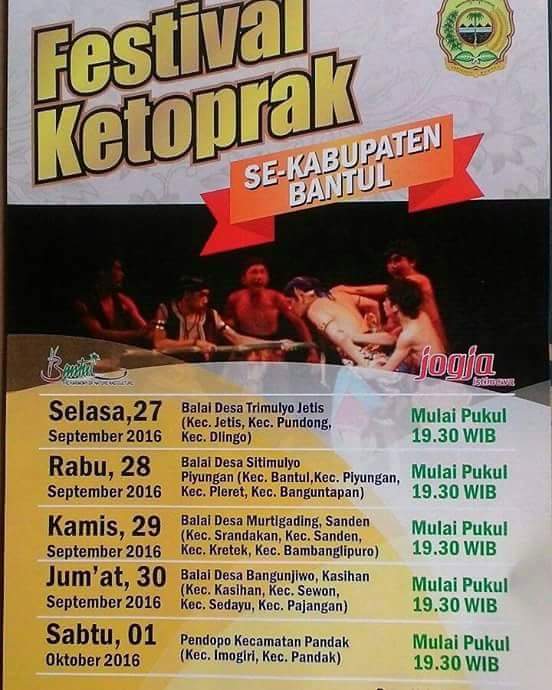 Festival
Ketoprak
SE-KABUPATEN
BANTUL
Bantul
jogja
istimewa
Selasa,27
September 2016
Balai Desa Trimulyo Jetis
(Kec. Jetis, Kec. Pundong,
Kec. Dlingo)
Mulai Pukul
19.30 WIB
Rabu, 28
September 2016
Balai Desa Sitimulyo
Piyungan (Kec. Bantul,Kec. Piyungan,
Kec. Pleret, Kec. Banguntapan)
Mulai Pukul
19.30 WIB
Kamis, 29
September 2016
Balai Desa Murtigading, Sanden
(Kec. Srandakan, Kec. Sanden,
Kec. Kretek, Kec. Bambanglipuro)
Mulai Pukul
19.30 WIB
Jum'at, 30
September 2016
Balai Desa Bangunjiwo, Kasihan
(Kec. Kasihan, Kec. Sewon,
Kec. Sedayu, Kec. Pajangan)
Mulai Pukul
19.30 WIB
Sabtu, 01
Oktober 2016
Pendopo Kecamatan Pandak
(Kec. Imogiri, Kec. Pandak)
Mulai Pukul
19.30 WIB